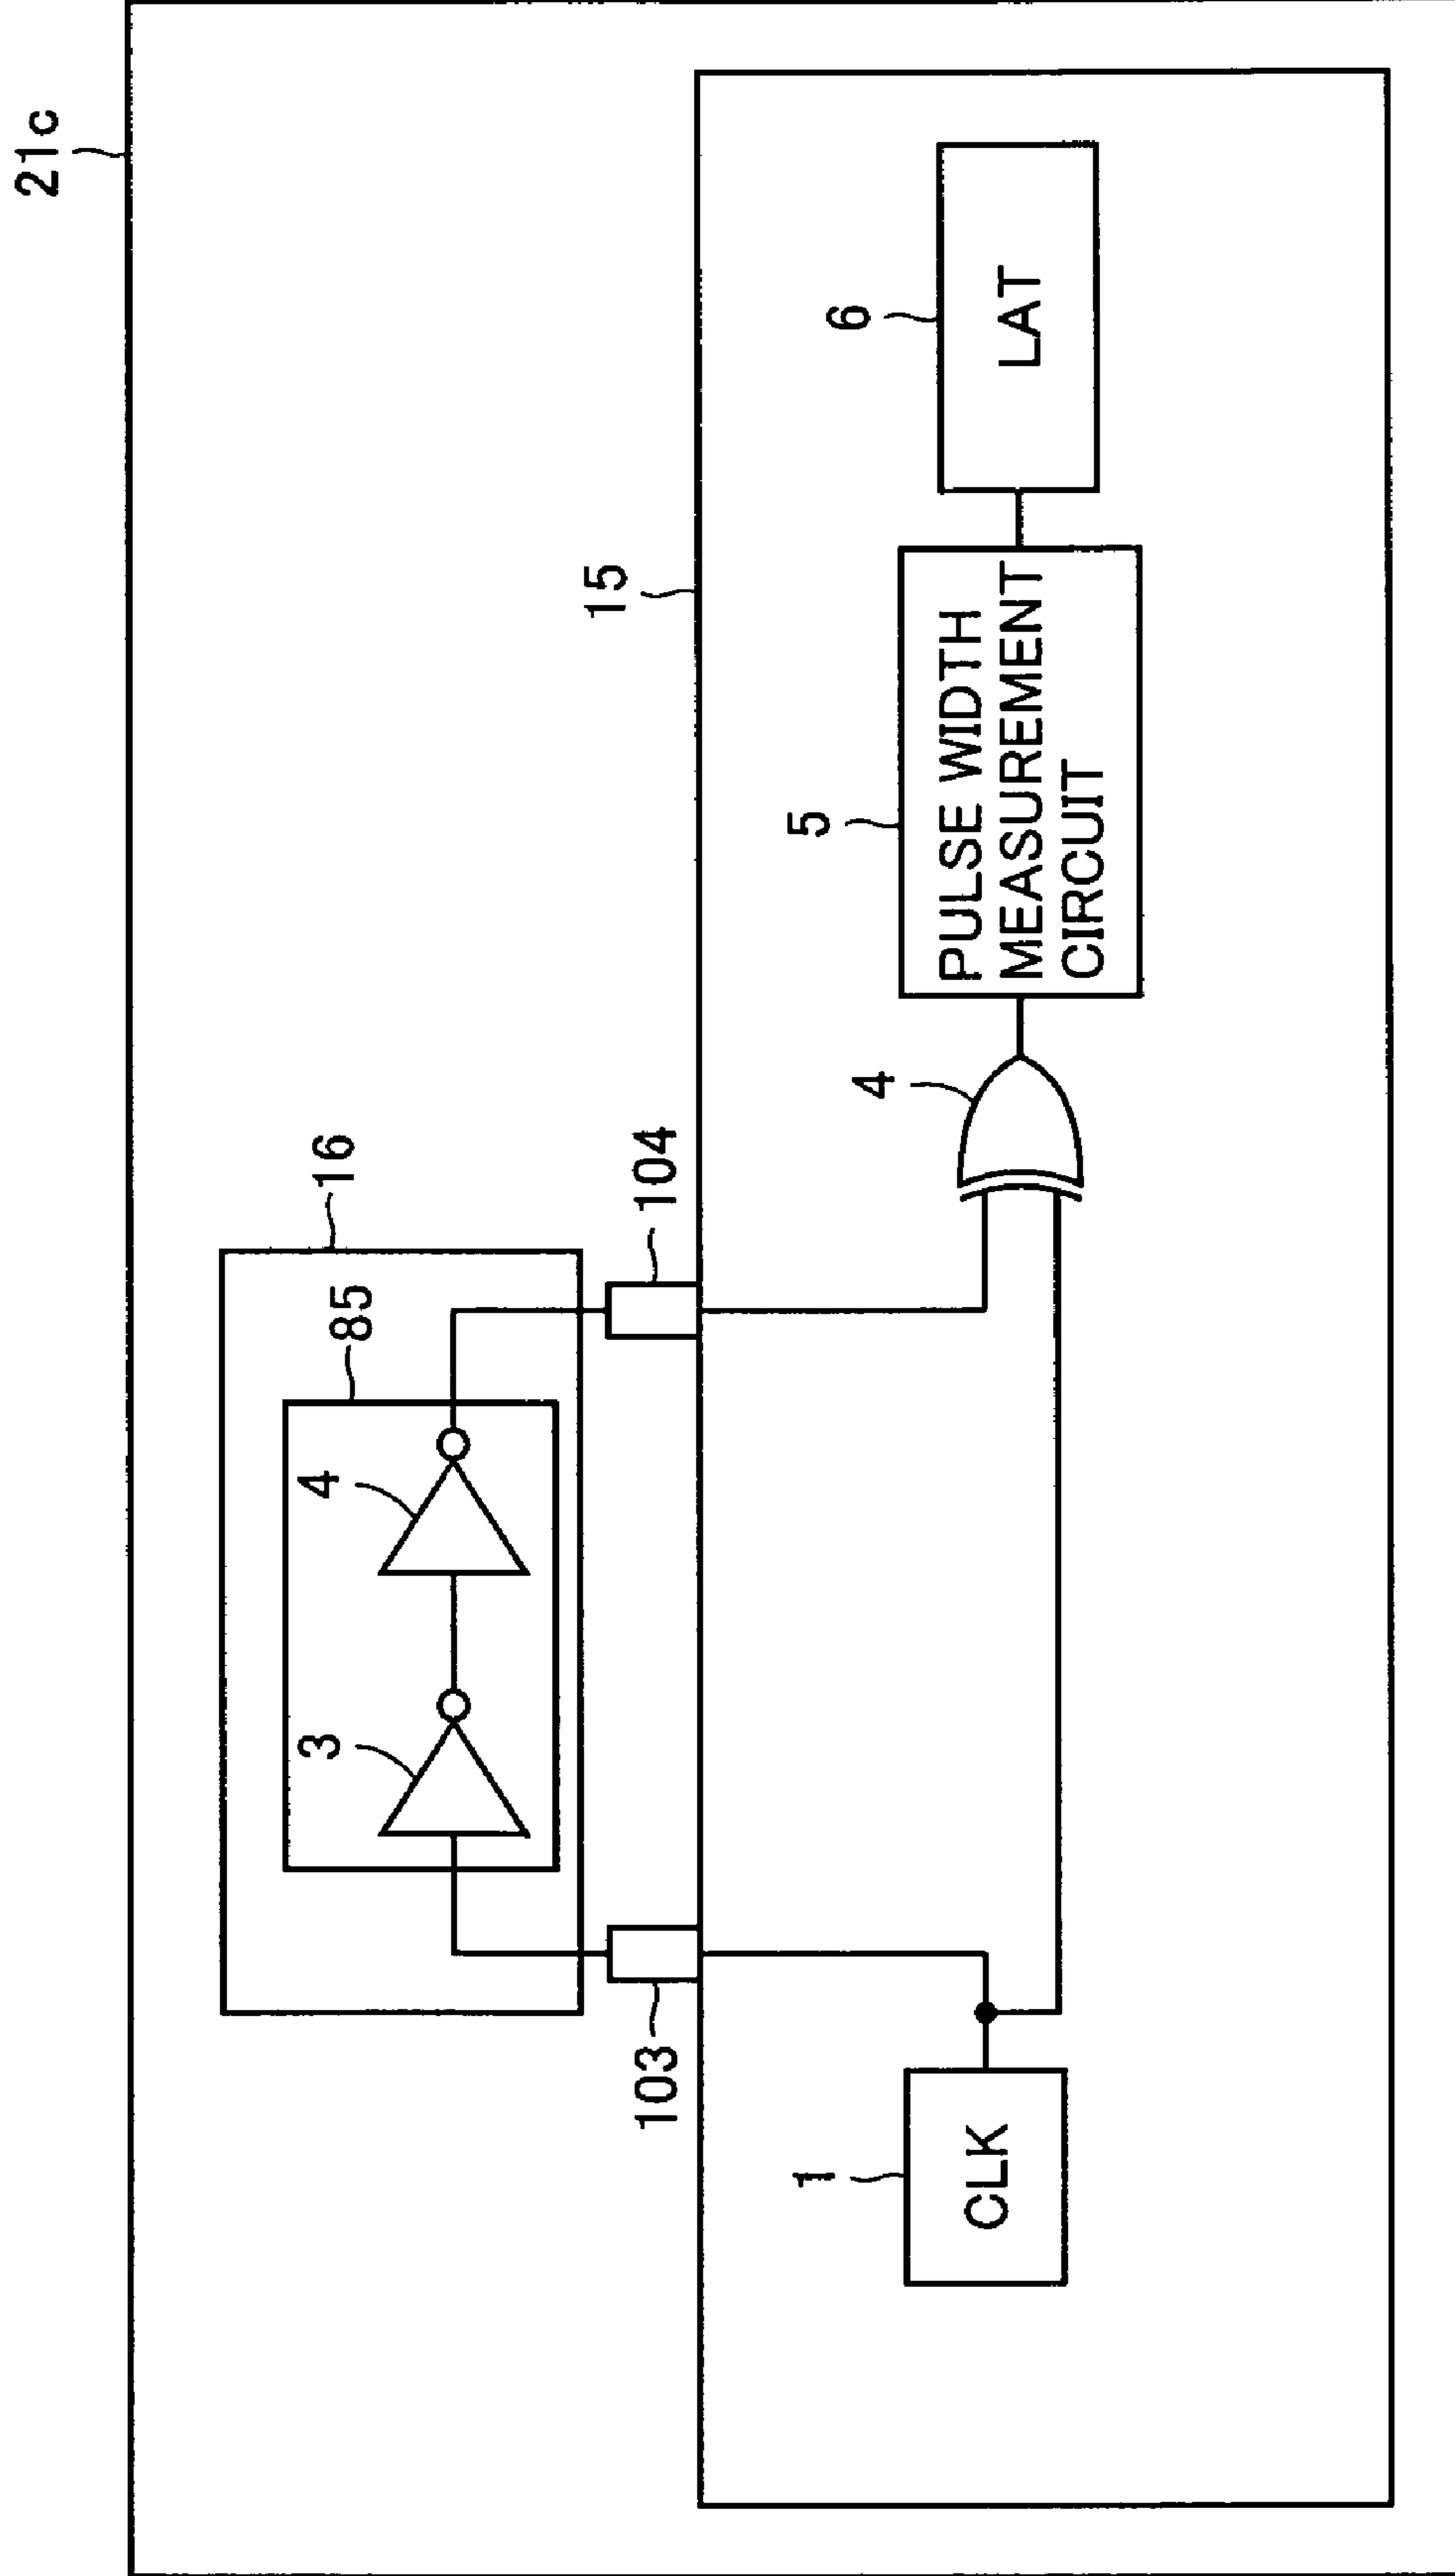 21c
16
85
3
4
103
104
15
1
CLK
4
5
PULSE WIDTH
MEASUREMENT
CIRCUIT
6
LAT